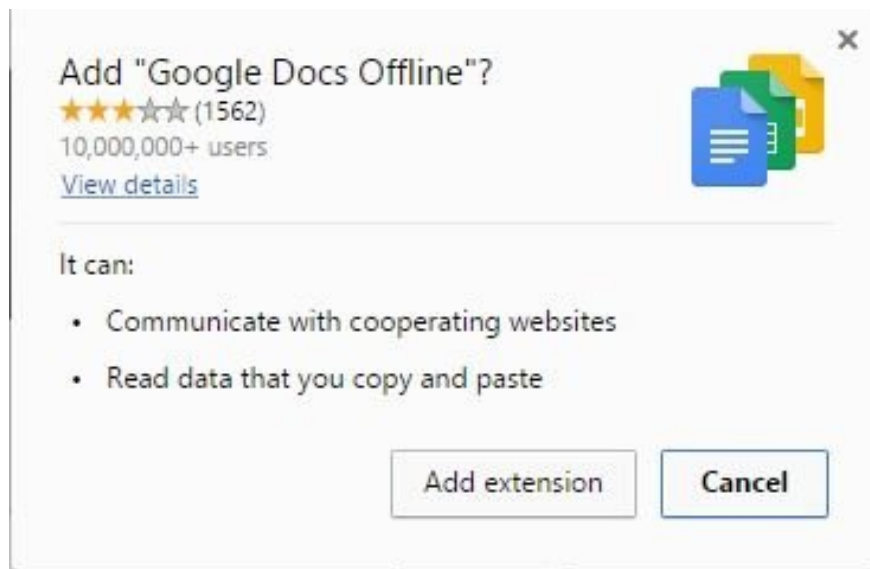 Add "Google Docs Offline"?
(1562)
10,000,000+ users
View details
It can:
• Communicate with cooperating websites
• Read data that you copy and paste
Add extension
Cancel